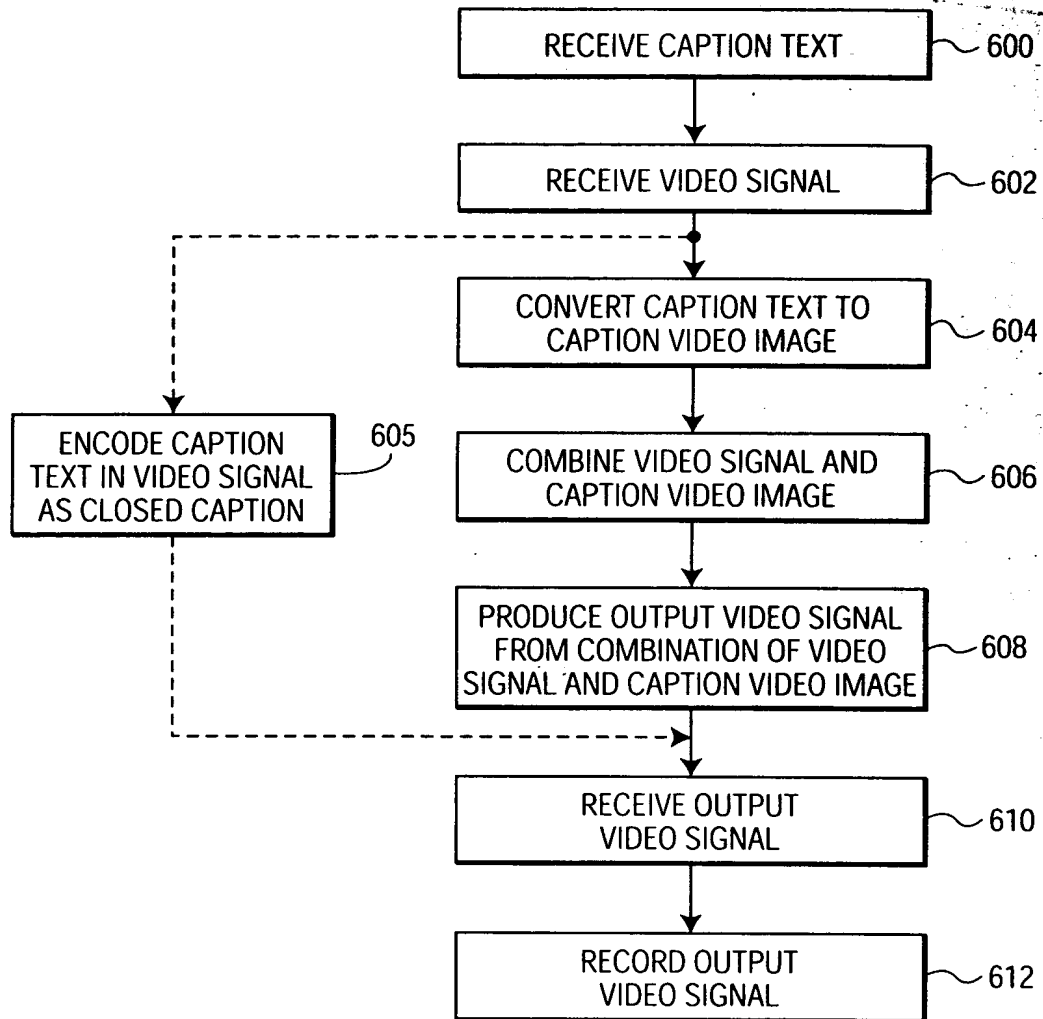 RECEIVE CAPTION TEXT
600
RECEIVE VIDEO SIGNAL
602
CONVERT CAPTION TEXT TO
CAPTION VIDEO IMAGE
604
ENCODE CAPTION
TEXT IN VIDEO SIGNAL
AS CLOSED CAPTION
605
COMBINE VIDEO SIGNAL AND
CAPTION VIDEO IMAGE
606
PRODUCE OUTPUT VIDEO SIGNAL
FROM COMBINATION OF VIDEO
SIGNAL AND CAPTION VIDEO IMAGE
608
RECEIVE OUTPUT
VIDEO SIGNAL
610
RECORD OUTPUT
VIDEO SIGNAL
612